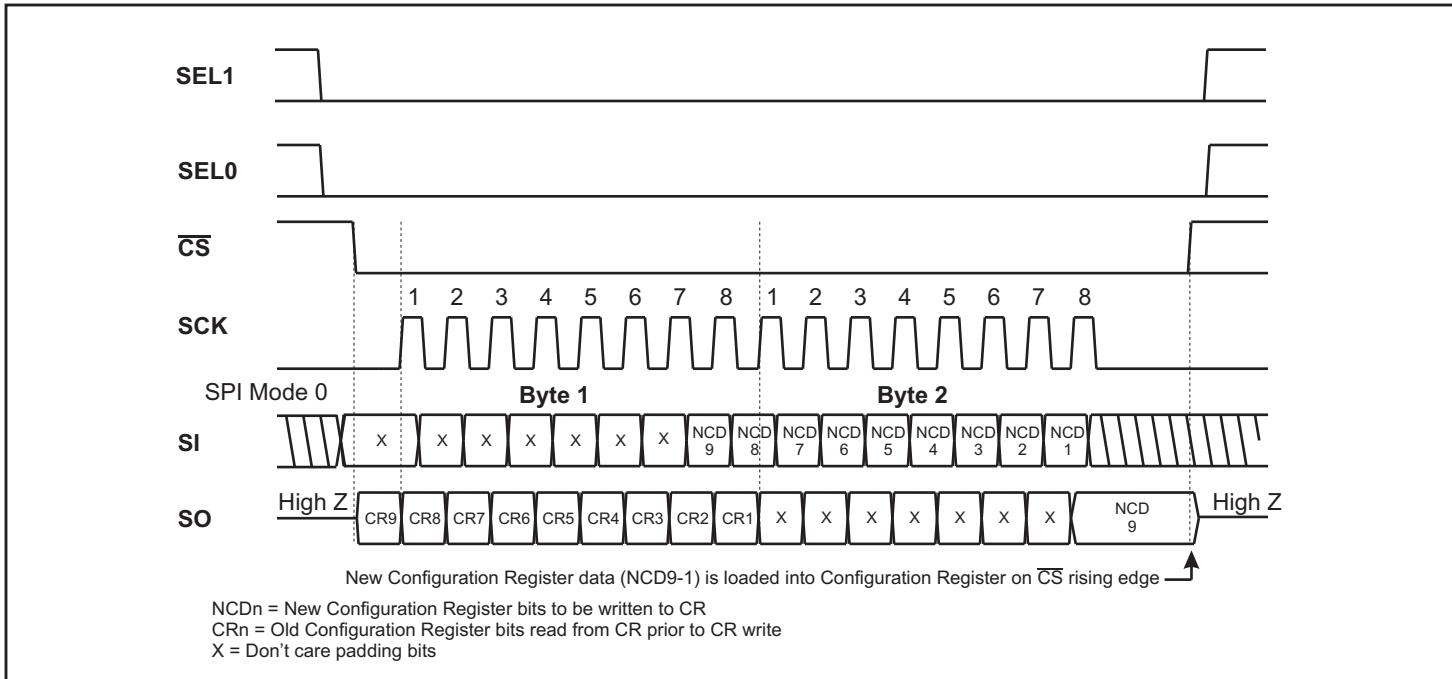 SEL1
SEL0
CS
1 2 3 4 5 6 7 8 1 2 3 4 5 6 7 8
SCK
SPI Mode 0 Byte 1 Byte 2
SI X X X X X X X NCD 9 NCD 8 NCD 7 NCD 6 NCD 5 NCD 4 NCD 3 NCD 2 NCD 1
High Z High Z
SO CR9 CR8 CR7 CR6 CR5 CR4 CR3 CR2 CR1 X X X X X X X NCD 9
New Configuration Register data (NCD9-1) is loaded into Configuration Register on CS rising edge
NCDn = New Configuration Register bits to be written to CR
CRn = Old Configuration Register bits read from CR prior to CR write
X = Don't care padding bits